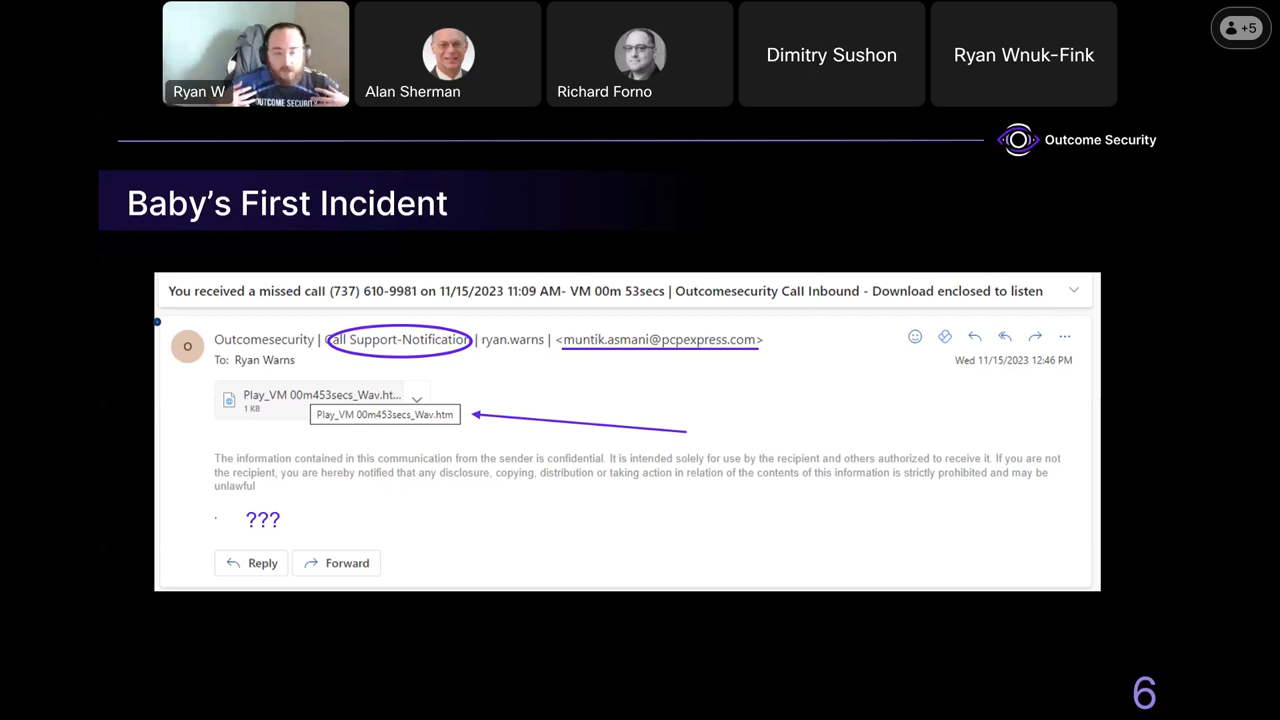 Ryan W
Alan Sherman
Richard Forno
Dimitry Sushon
Ryan Wnuk-Fink
+5
OUTCOME SECURITY
Outcome Security
Baby's First Incident
You received a missed call (737) 610-9981 on 11/15/2023 11:09 AM- VM 00m 53secs | Outcomesecurity Call Inbound - Download enclosed to listen
O
Outcomesecurity | Call Support-Notification | ryan.warns | <muntik.asmani@pcpexpress.com>
To: Ryan Warns
Wed 11/15/2023 12:46 PM
Play_VM 00m453secs_Wav.ht...
1 KB
Play_VM 00m453secs_Wav.htm
The information contained in this communication from the sender is confidential. It is intended solely for use by the recipient and others authorized to receive it. If you are not
the recipient, you are hereby notified that any disclosure, copying, distribution or taking action in relation of the contents of this information is strictly prohibited and may be
unlawful
. ???
Reply Forward
6